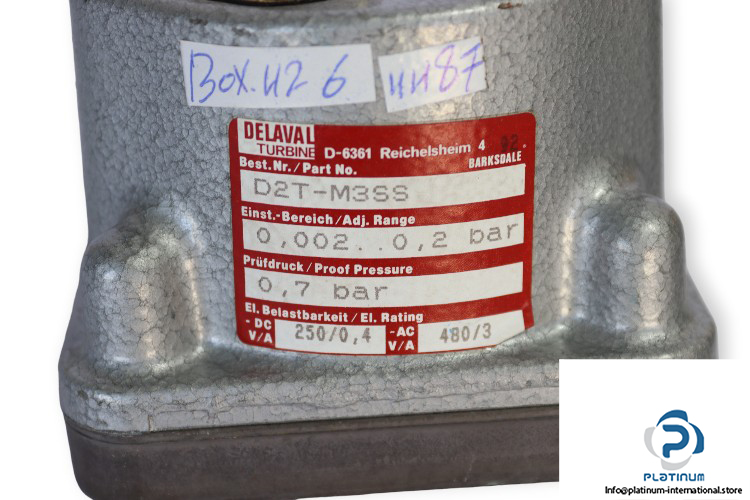 Box.426
4487
DELAVAL
TURBINE D-6361 Reichelsheim 4 92
BARKSDALE
Best.Nr./Part No.
D2T-M3SS
Einst.-Bereich/Adj. Range
0,002..0,2 bar
Prüfdruck/Proof Pressure
0,7 bar
El. Belastbarkeit/El. Rating
- DC V/A 250/0,4 -AC V/A 480/3
PLATINUM
Info@platinum-international.store